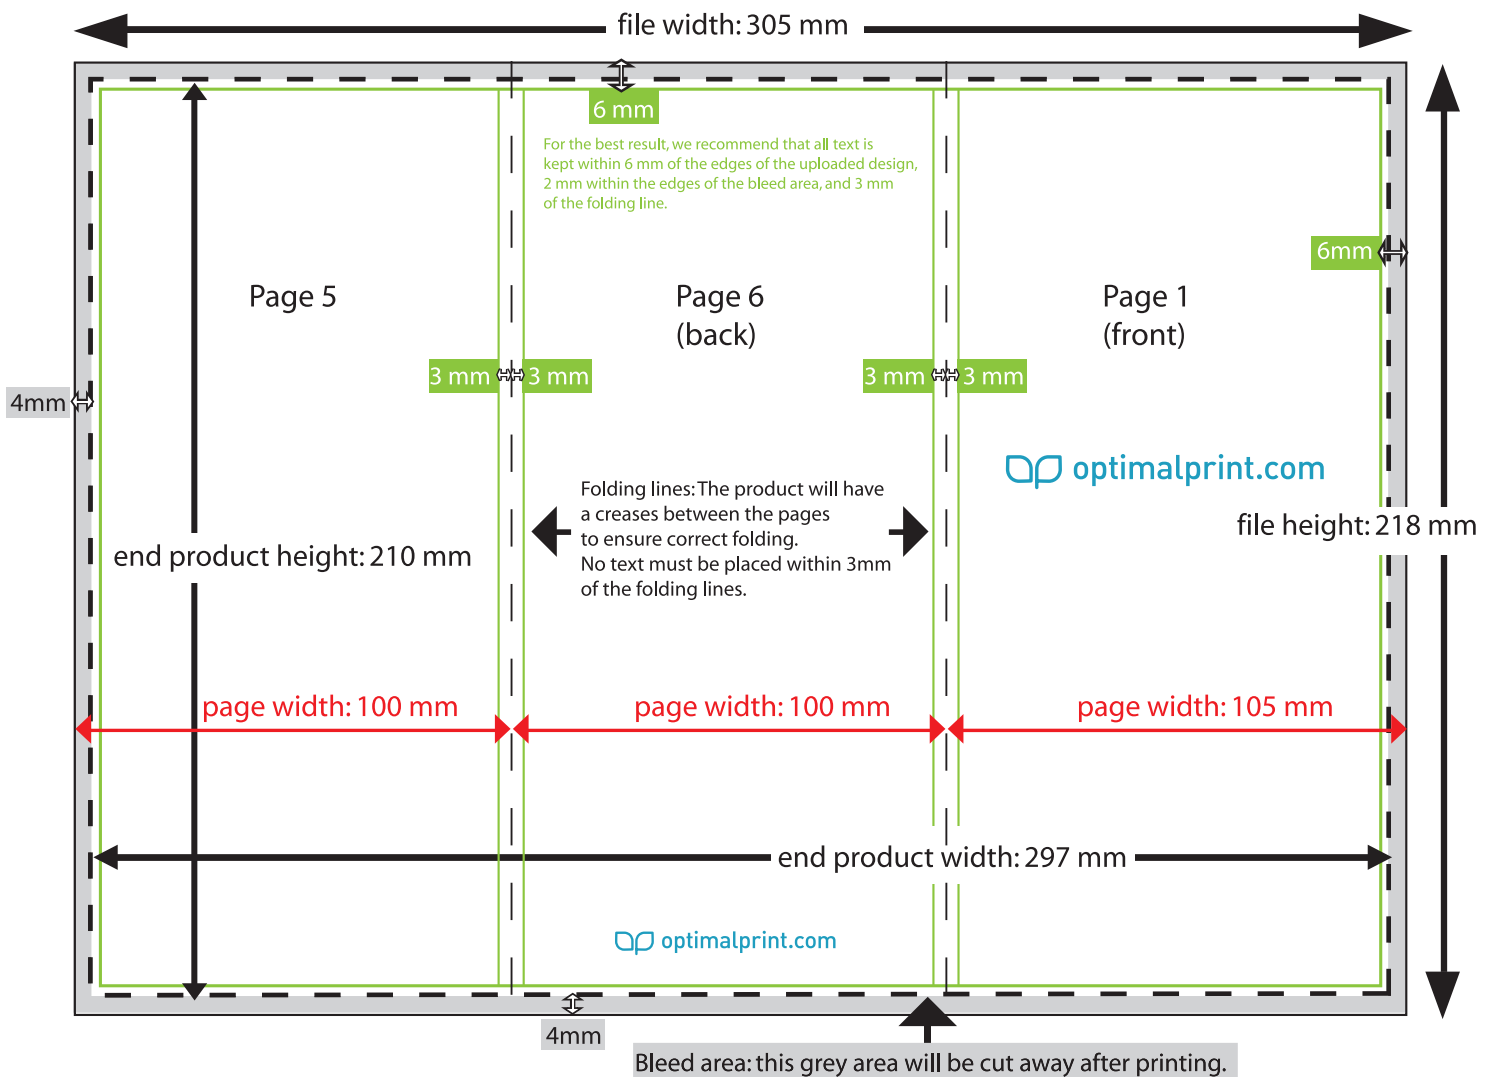 file width: 305 mm
6 mm
For the best result, we recommend that all text is
kept within 6 mm of the edges of the uploaded design,
2 mm within the edges of the bleed area, and 3 mm
of the folding line.
6mm
Page 5
Page 6
(back)
Page 1
(front)
3 mm
3 mm
3 mm
3 mm
4mm
optimalprint.com
Folding lines: The product will have
a creases between the pages
to ensure correct folding.
No text must be placed within 3mm
of the folding lines.
file height: 218 mm
end product height: 210 mm
page width: 100 mm
page width: 100 mm
page width: 105 mm
end product width: 297 mm
optimalprint.com
4mm
Bleed area: this grey area will be cut away after printing.